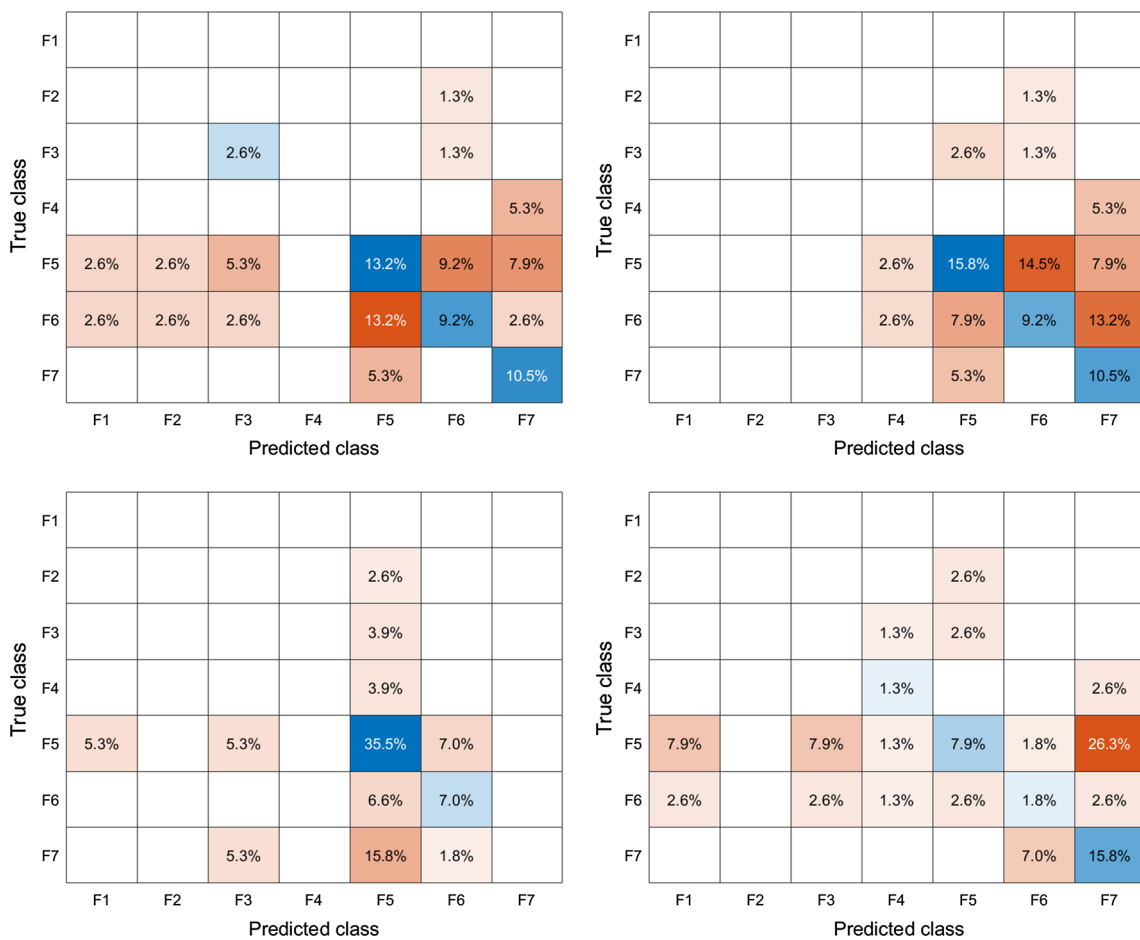 F1
F2 1.3%
F3 2.6% 1.3%
F4 5.3%
F5 2.6% 2.6% 5.3% 13.2% 9.2% 7.9%
F6 2.6% 2.6% 2.6% 13.2% 9.2% 2.6%
F7 5.3% 10.5%
True class
F1 F2 F3 F4 F5 F6 F7
Predicted class
F1
F2 1.3%
F3 2.6% 1.3%
F4 5.3%
F5 2.6% 15.8% 14.5% 7.9%
F6 2.6% 7.9% 9.2% 13.2%
F7 5.3% 10.5%
True class
F1 F2 F3 F4 F5 F6 F7
Predicted class
F1
F2 2.6%
F3 3.9%
F4 3.9%
F5 5.3% 5.3% 35.5% 7.0%
F6 6.6% 7.0%
F7 5.3% 15.8% 1.8%
True class
F1 F2 F3 F4 F5 F6 F7
Predicted class
F1
F2 2.6%
F3 1.3% 2.6%
F4 1.3% 2.6%
F5 7.9% 7.9% 1.3% 7.9% 1.8% 26.3%
F6 2.6% 2.6% 1.3% 2.6% 1.8% 2.6%
F7 7.0% 15.8%
True class
F1 F2 F3 F4 F5 F6 F7
Predicted class